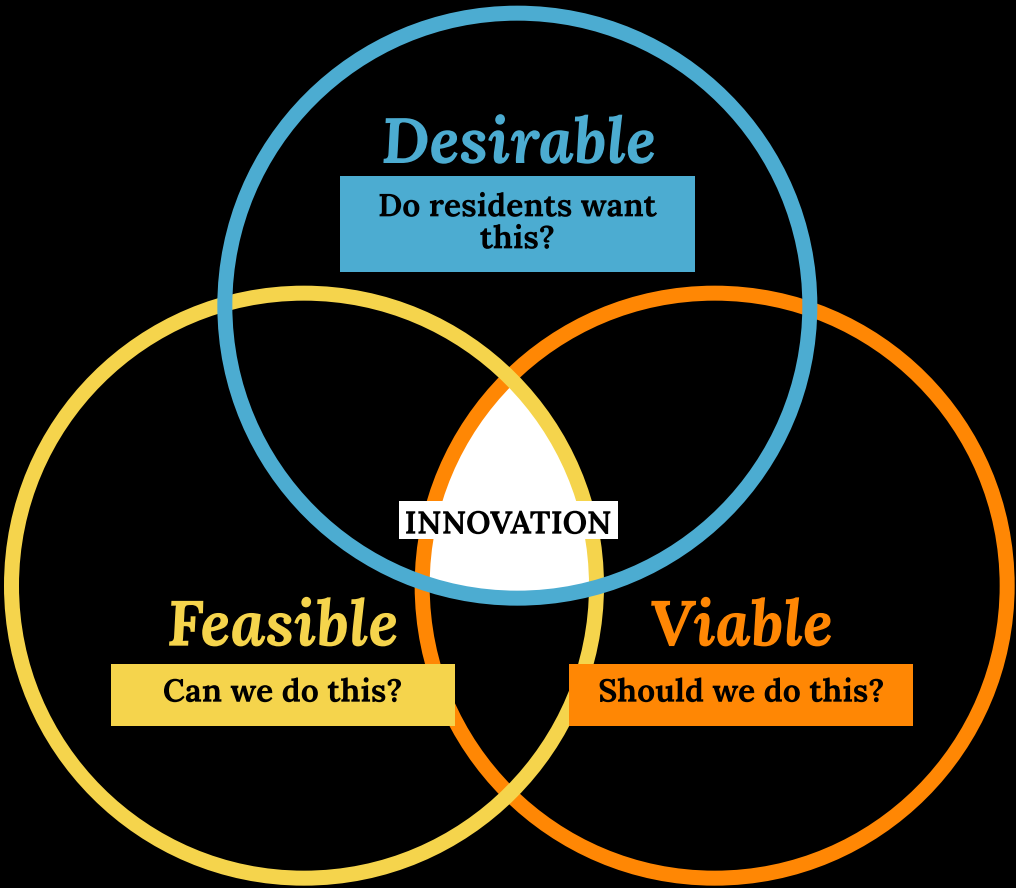 Desirable
Do residents want
this?
INNOVATION
Feasible
Viable
Can we do this?
Should we do this?